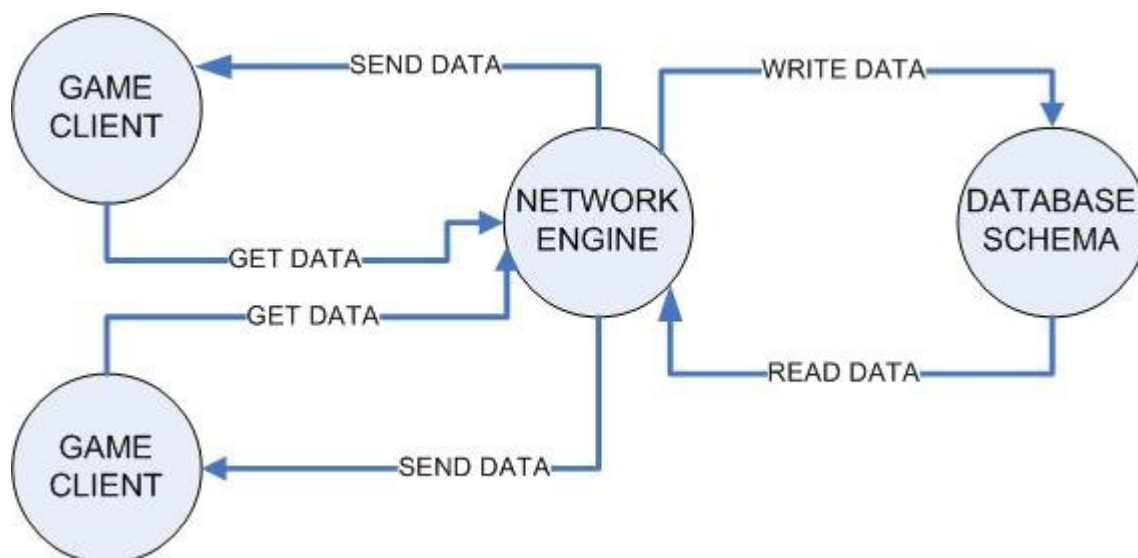 SEND DATA
WRITE DATA
GAME
CLIENT
NETWORK
ENGINE
DATABASE
SCHEMA
GET DATA
GET DATA
READ DATA
GAME
CLIENT
SEND DATA